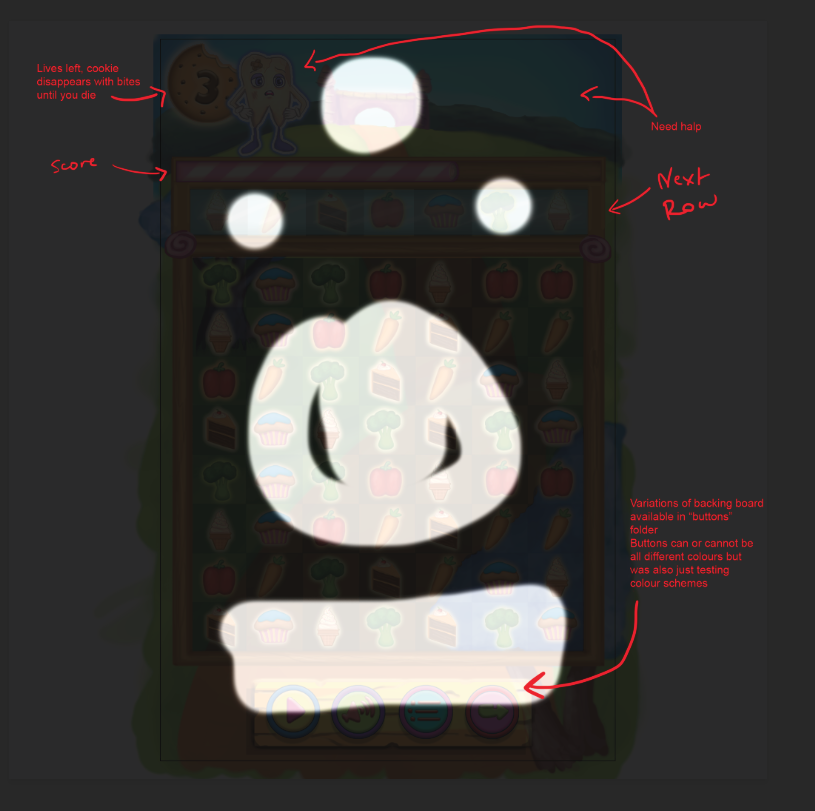 Lives left, cookie
disappears with bites
until you die
3
Need halp
Score
Next
Row
Variations of backing board
available in "buttons"
folder
Buttons can or cannot be
all different colours but
was also just testing
colour schemes